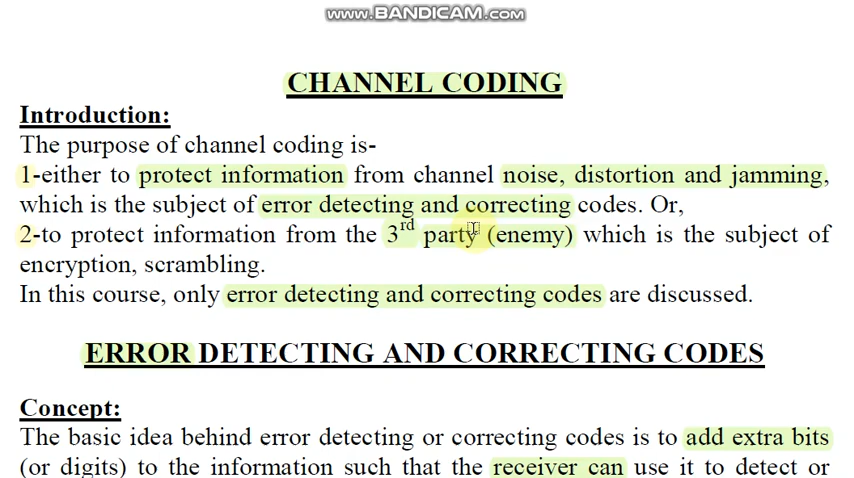 www.BANDICAM.com
CHANNEL CODING
Introduction:
The purpose of channel coding is-
1-either to protect information from channel noise, distortion and jamming,
which is the subject of error detecting and correcting codes. Or,
2-to protect information from the 3rd party (enemy) which is the subject of
encryption, scrambling.
In this course, only error detecting and correcting codes are discussed.
ERROR DETECTING AND CORRECTING CODES
Concept:
The basic idea behind error detecting or correcting codes is to add extra bits
(or digits) to the information such that the receiver can use it to detect or